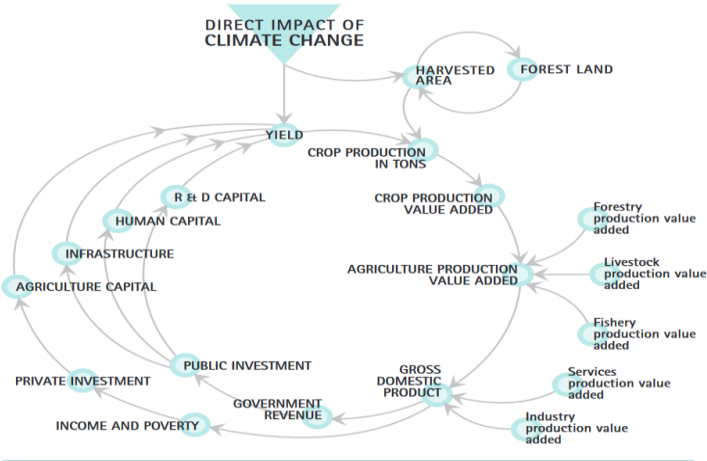 DIRECT IMPACT OF
CLIMATE CHANGE
HARVESTED
AREA
FOREST LAND
YIELD
CROP PRODUCTION
IN TONS
R & D CAPITAL
CROP PRODUCTION
VALUE ADDED
HUMAN CAPITAL
Forestry
production value
added
INFRASTRUCTURE
AGRICULTURE PRODUCTION
VALUE ADDED
Livestock
production value
added
AGRICULTURE CAPITAL
Fishery
production value
added
PUBLIC INVESTMENT
GROSS
DOMESTIC
PRODUCT
Services
production value
added
PRIVATE INVESTMENT
GOVERNMENT
REVENUE
INCOME AND POVERTY
Industry
production value
added